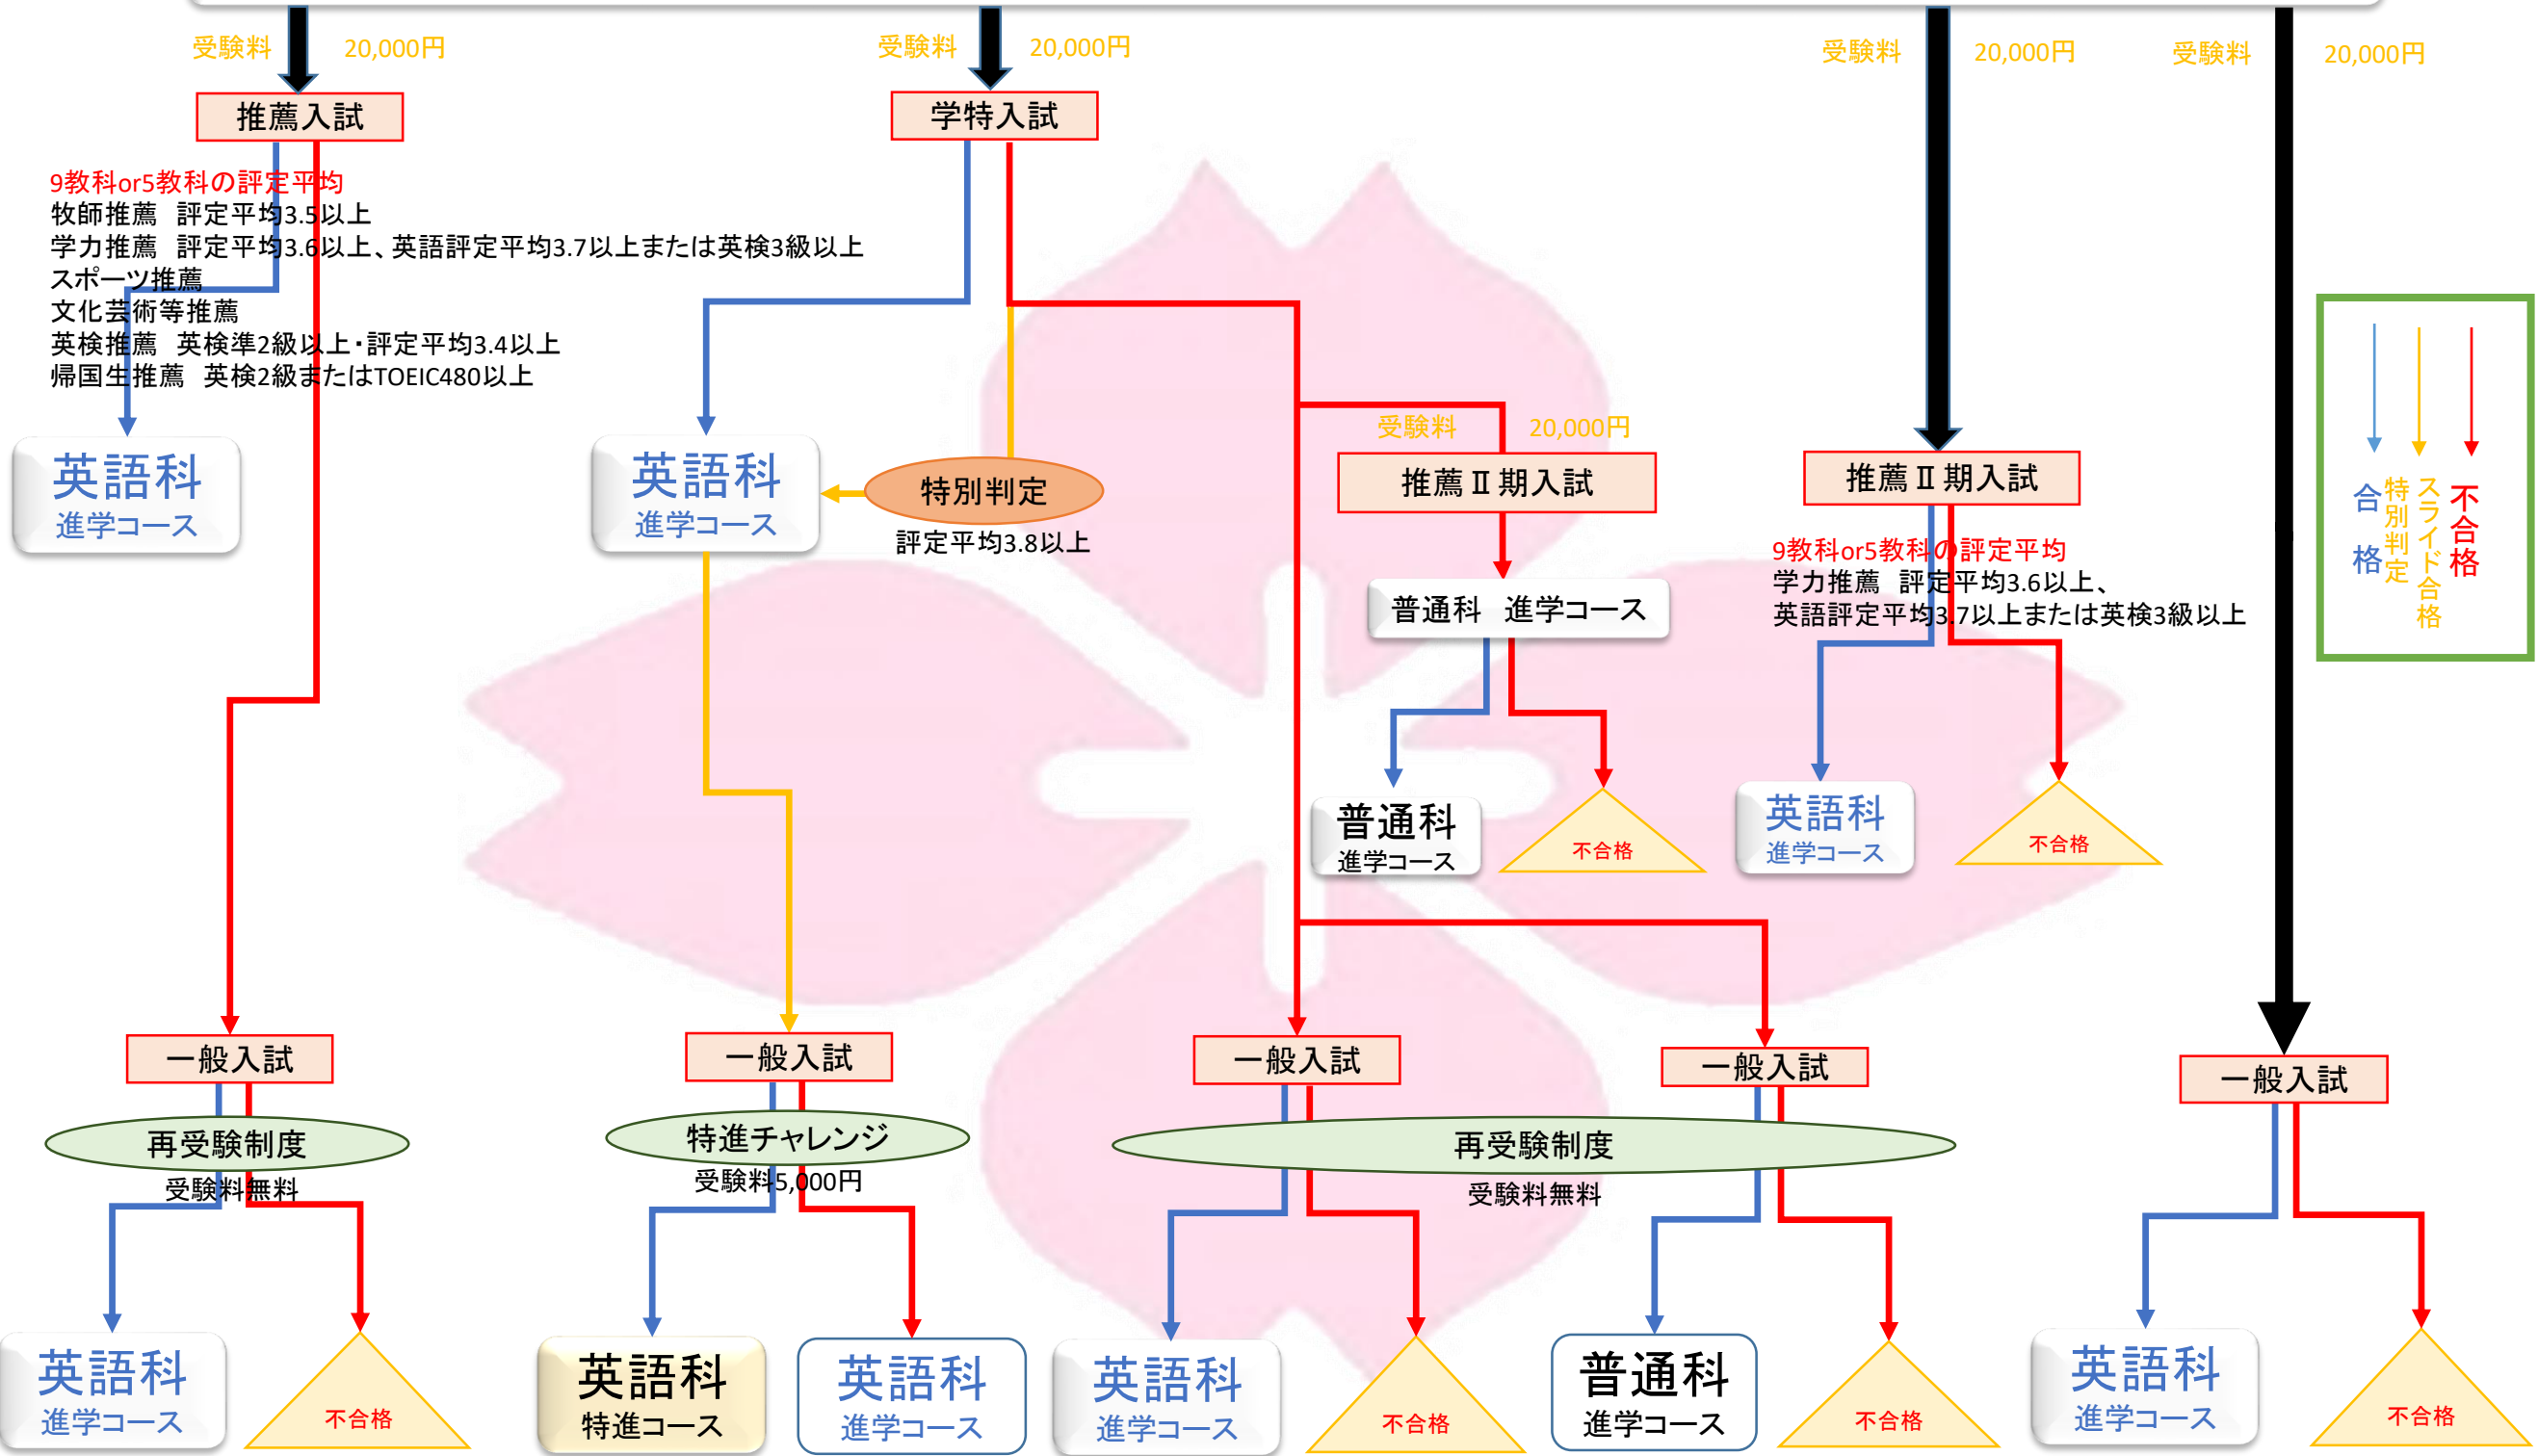 受験料 20,000円
受験料 20,000円
受験料 20,000円
受験料 20,000円
推薦入試
学特入試
9教科or5教科の評定平均
牧師推薦 評定平均3.5以上
学力推薦 評定平均3.6以上、英語評定平均3.7以上または英検3級以上
スポーツ推薦
文化芸術等推薦
英検推薦 英検準2級以上・評定平均3.4以上
帰国生推薦 英検2級またはTOEIC480以上
英語科
進学コース
英語科
進学コース
特別判定
評定平均3.8以上
受験料 20,000円
推薦Ⅱ期入試
普通科 進学コース
普通科
進学コース
不合格
推薦Ⅱ期入試
9教科or5教科の評定平均
学力推薦 評定平均3.6以上、
英語評定平均3.7以上または英検3級以上
英語科
進学コース
不合格
合格
特別判定
スライド合格
不合格
一般入試
再受験制度
受験料無料
英語科
進学コース
不合格
一般入試
特進チャレンジ
受験料5,000円
英語科
特進コース
英語科
進学コース
一般入試
一般入試
再受験制度
受験料無料
英語科
進学コース
不合格
普通科
進学コース
不合格
一般入試
英語科
進学コース
不合格